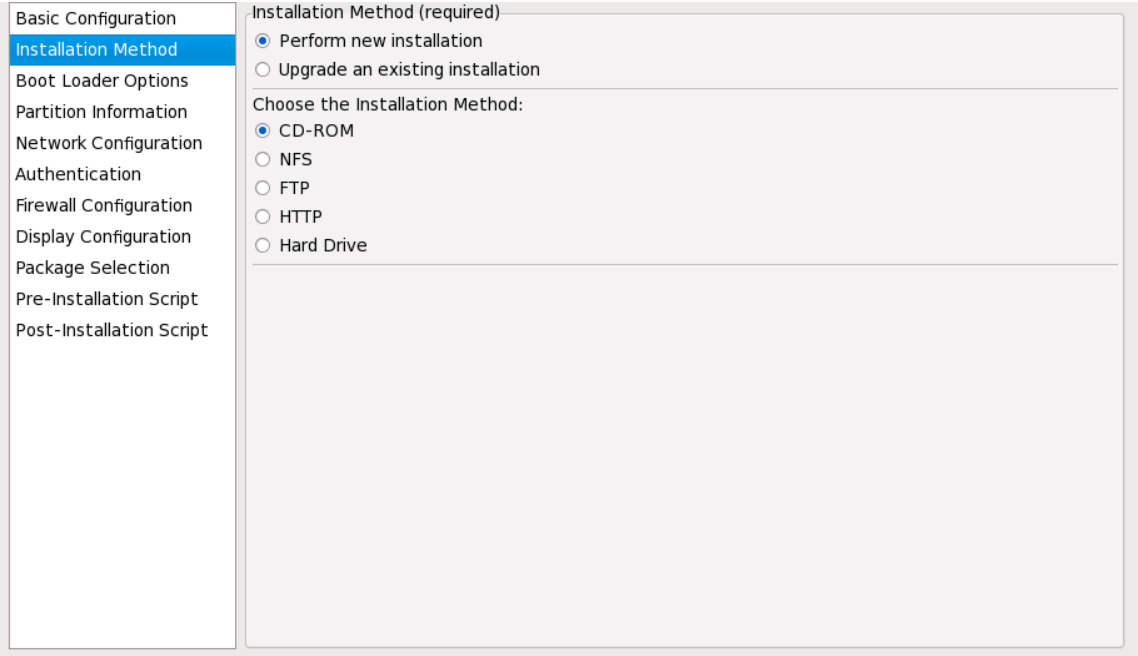 Basic Configuration
Installation Method
Boot Loader Options
Partition Information
Network Configuration
Authentication
Firewall Configuration
Display Configuration
Package Selection
Pre-Installation Script
Post-Installation Script
Installation Method (required)
Perform new installation
Upgrade an existing installation
Choose the Installation Method:
CD-ROM
NFS
FTP
HTTP
Hard Drive